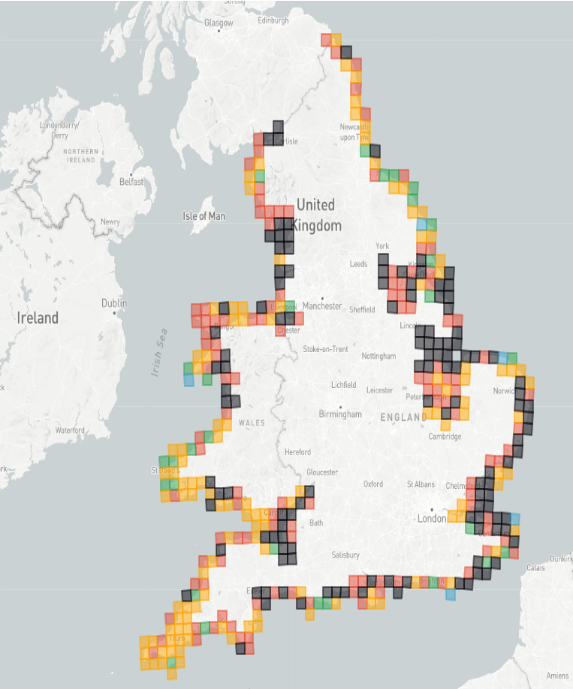 Glasgow
Edinburgh
Londonderry/
Derry
NORTHERN
IRELAND
Belfast
Newry
Isle of Man
United
Kingdom
Newcastle
upon Tyne
York
Leeds
Ireland
Dublin
Irish Sea
Manchester
Sheffield
Chester
Stoke-on-Trent
Nottingham
Lichfield
Leicester
Birmingham
ENGLAND
Cambridge
Waterford
WALES
Hereford
Gloucester
Oxford
St Albans
London
Bath
Salisbury
Calais
Amiens